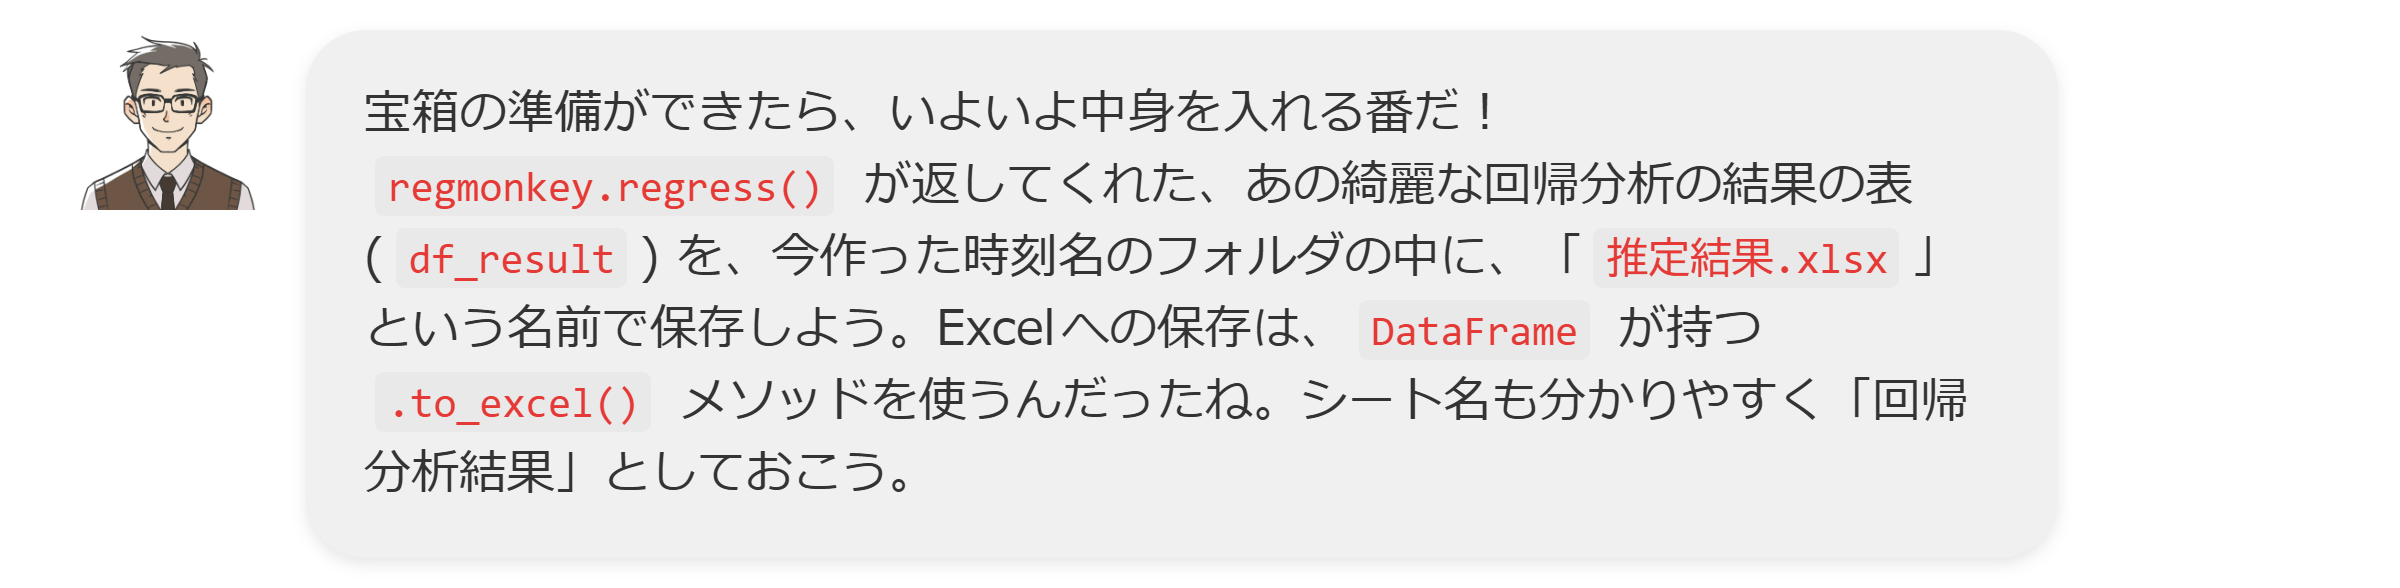 宝箱の準備ができたら、いよいよ中身を入れる番だ！
regmonkey.regress() が返してくれた、あの綺麗な回帰分析の結果の表
( df_result ) を、今作った時刻名のフォルダの中に、「 推定結果.xlsx 」
という名前で保存しよう。Excelへの保存は、 DataFrame が持つ
.to_excel() メソッドを使うんだったね。シート名も分かりやすく「回帰
分析結果」としておこう。